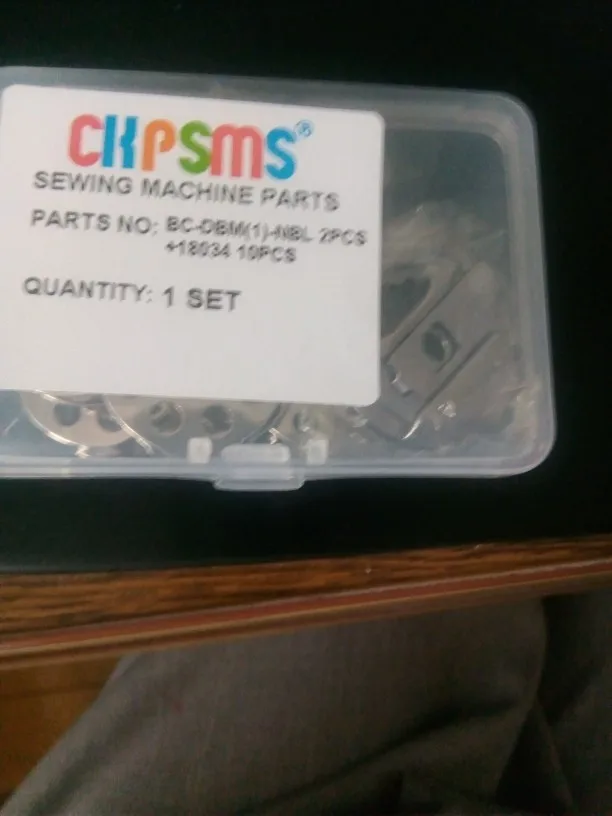 CKPSMS®
SEWING MACHINE PARTS
PARTS NO: BC-DBM(1)-NBL 2PCS
+18034 10PCS
QUANTITY: 1 SET